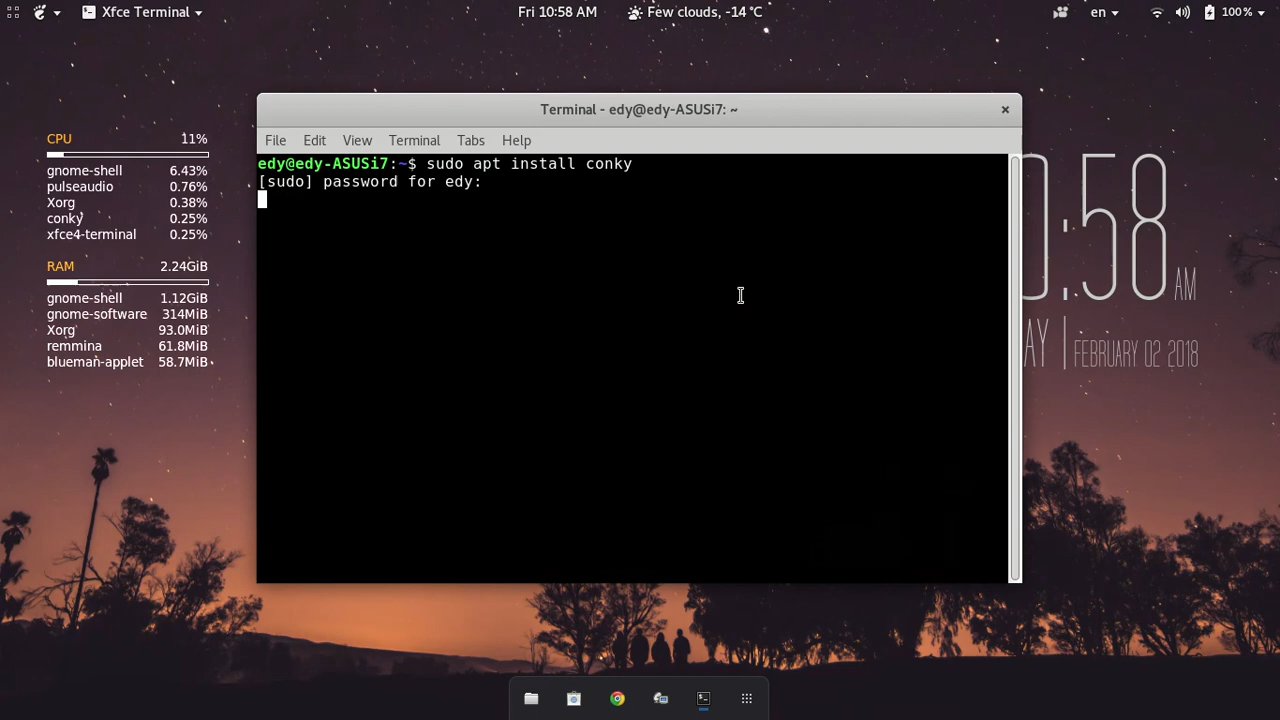 Xfce Terminal
Fri 10:58 AM
Few clouds, -14 °C
en
100%
Terminal - edy@edy-ASUSi7: ~
File Edit View Terminal Tabs Help
edy@edy-ASUSi7:~$ sudo apt install conky
[sudo] password for edy:
CPU 11%
gnome-shell 6.43%
pulseaudio 0.76%
Xorg 0.38%
conky 0.25%
xfce4-terminal 0.25%
RAM 2.24GiB
gnome-shell 1.12GiB
gnome-software 314MiB
Xorg 93.0MiB
remmina 61.8MiB
blueman-applet 58.7MiB
:58 AM
AY | FEBRUARY 02 2018